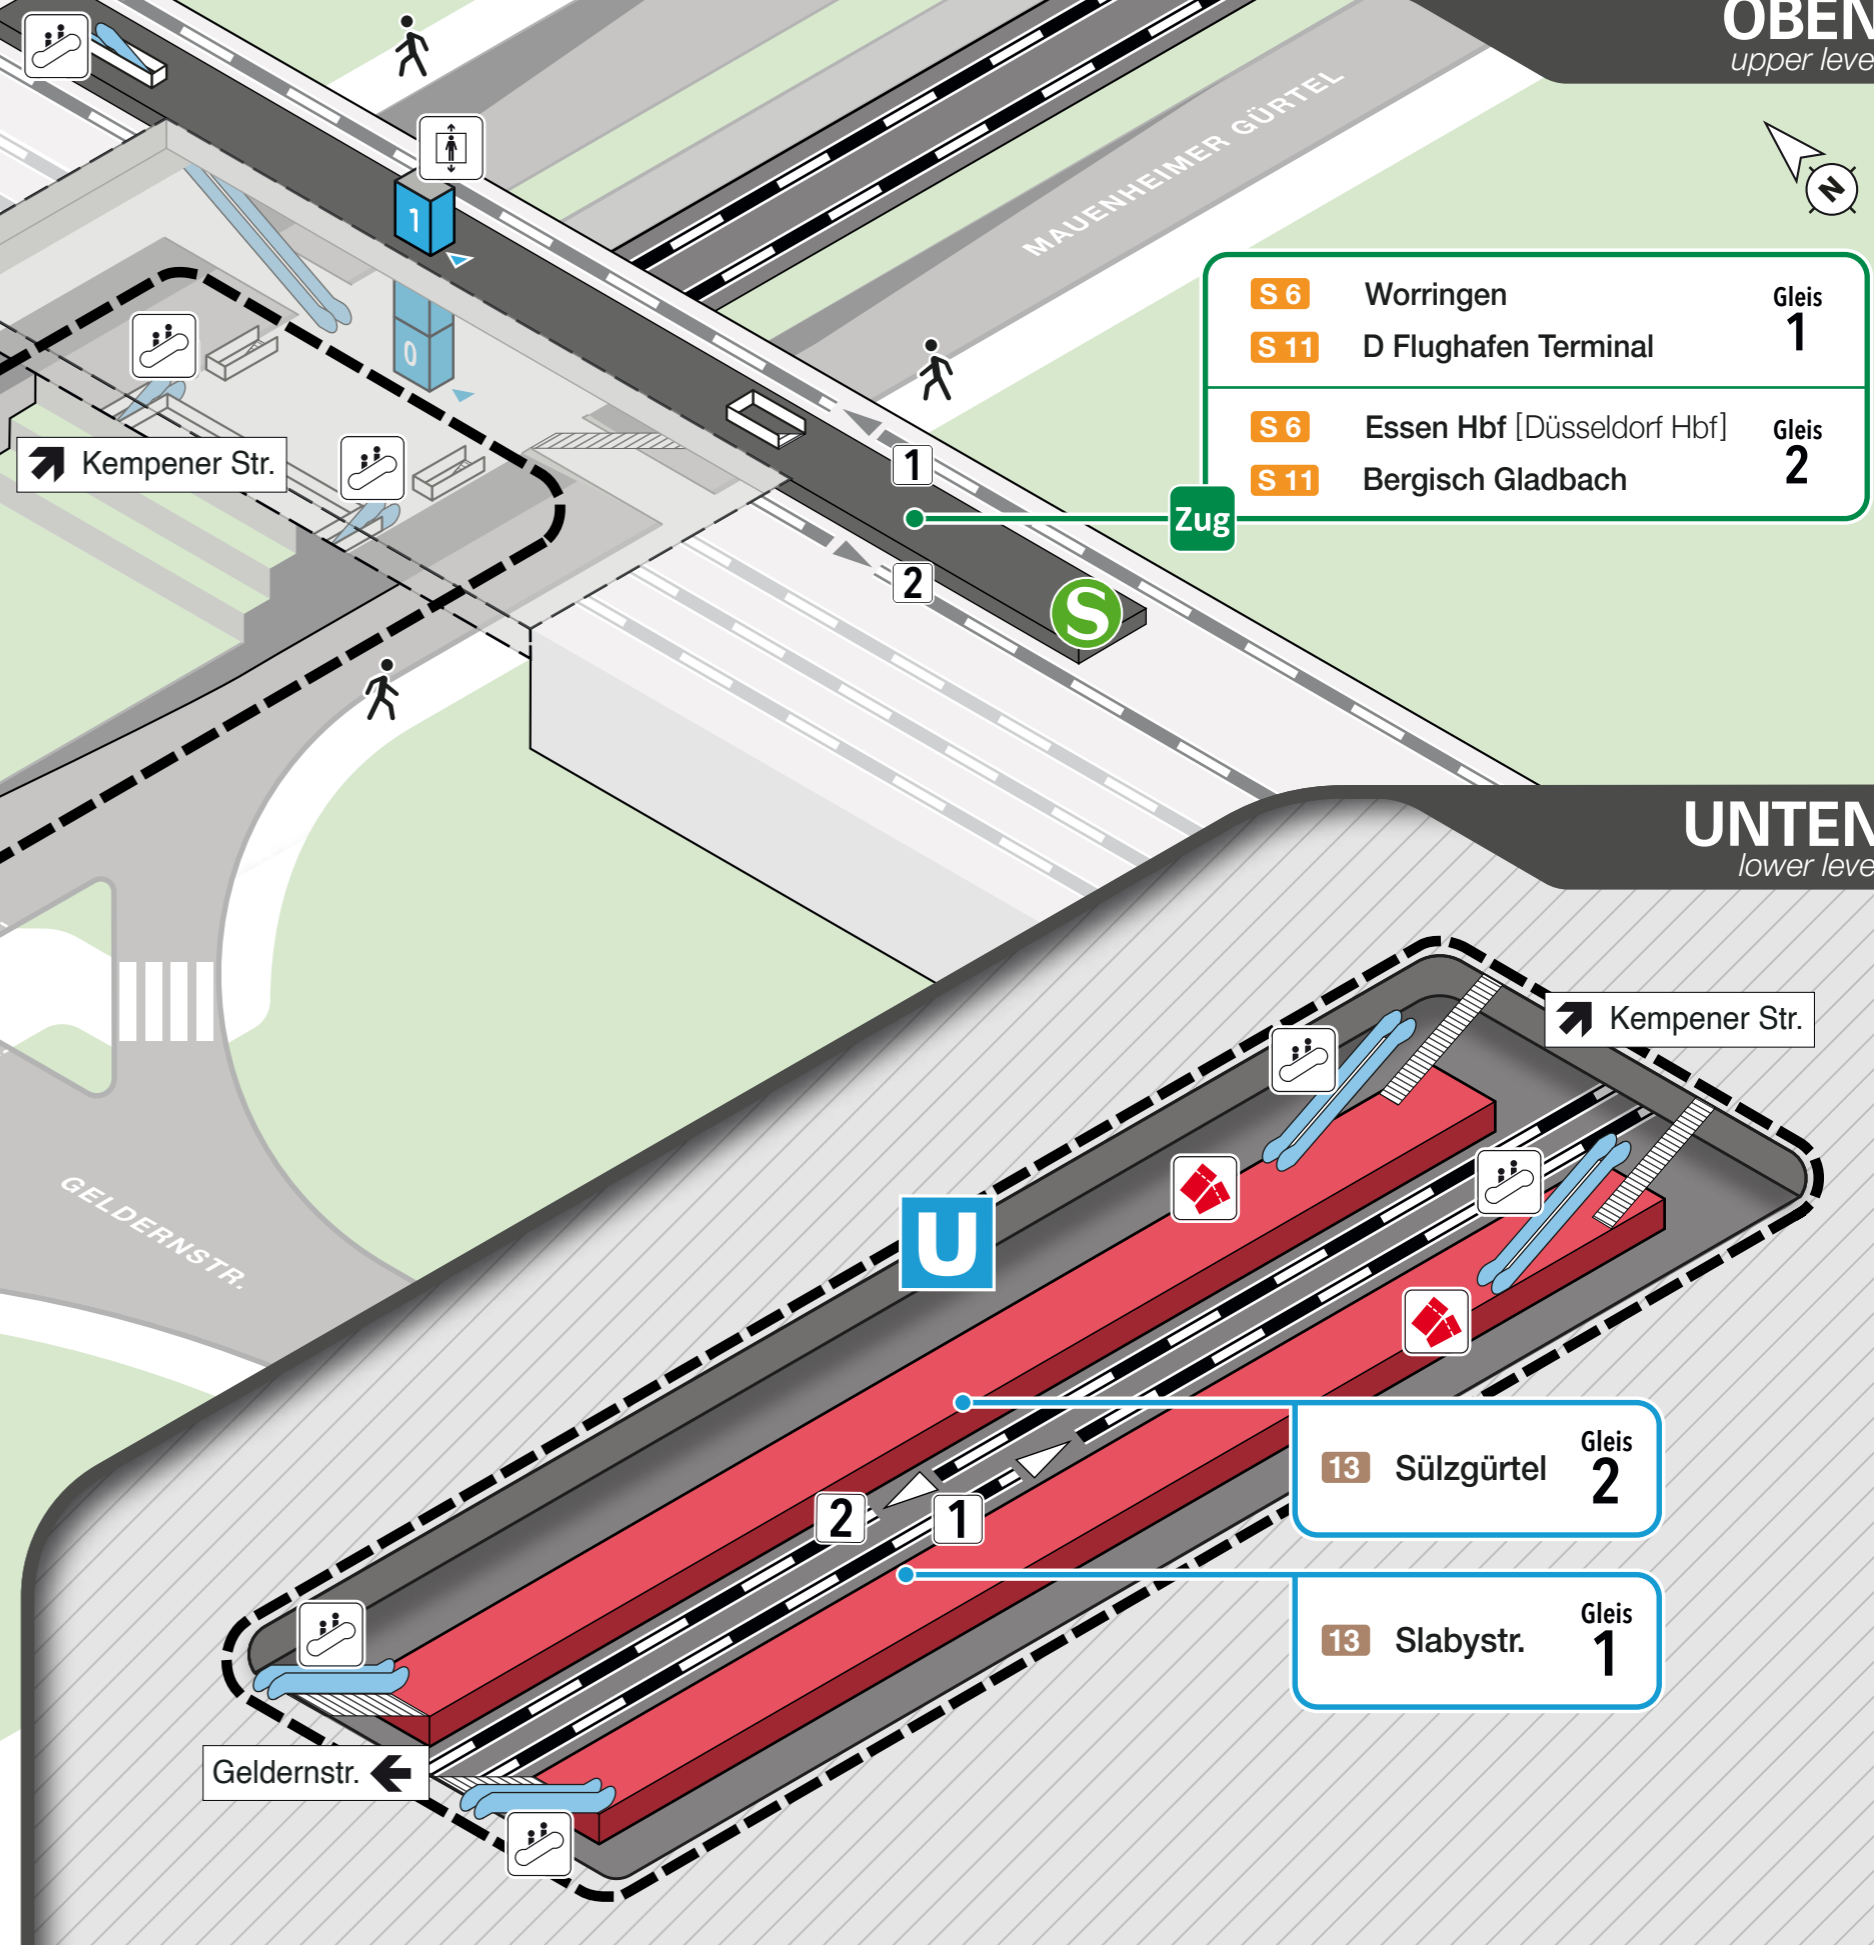 OBEN
upper leve
MAUENHEIMER GÜRTEL
N
1
0
S 6 Worringen Gleis 1
S 11 D Flughafen Terminal
S 6 Essen Hbf [Düsseldorf Hbf] Gleis 2
S 11 Bergisch Gladbach
Zug
Kempener Str.
1
2
S
UNTEN
lower leve
Kempener Str.
GELDERNSTR.
U
13 Sülzgürtel Gleis 2
2
1
13 Slabystr. Gleis 1
Geldernstr.